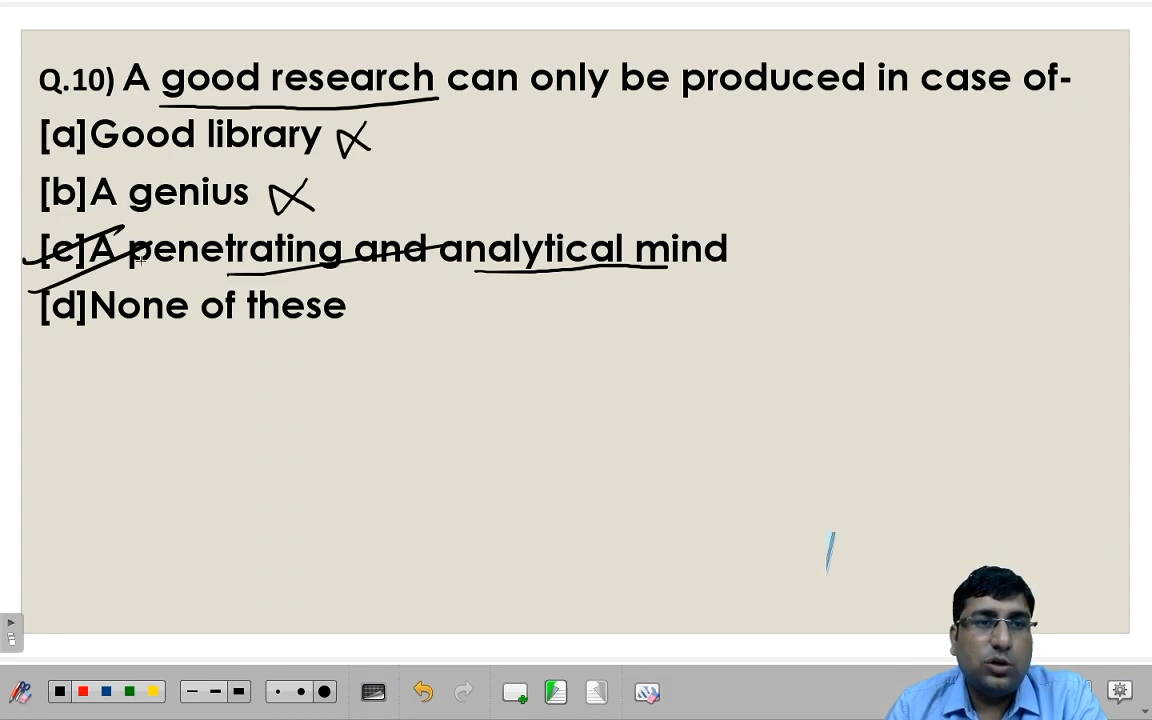 Q.10) A good research can only be produced in case of-
[a]Good library
[b]A genius
[c]A penetrating and analytical mind
[d]None of these